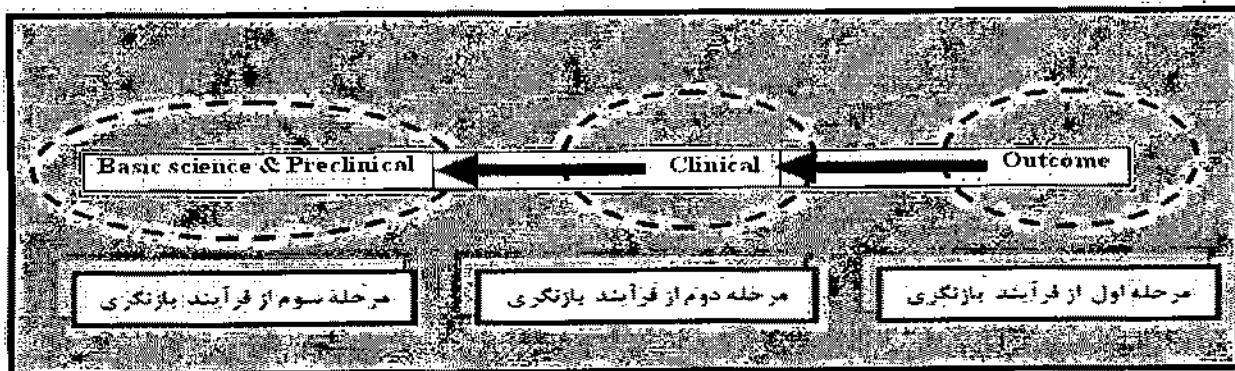 Basic science & Preclinical
Clinical
Outcome
مرحله اول از فرآیند بازنگری
مرحله دوم از فرآیند بازنگری
مرحله سوم از فرآیند بازنگری